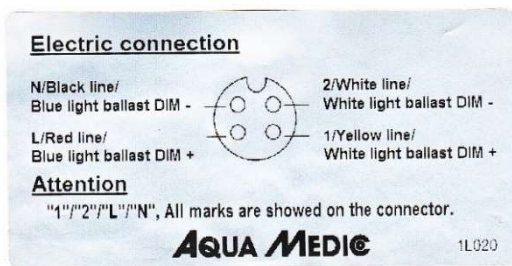 Electric connection
N/Black line/
Blue light ballast DIM -
2/White line/
White light ballast DIM -
L/Red line/
Blue light ballast DIM +
1/Yellow line/
White light ballast DIM +
Attention
"1"/"2"/"L"/"N", All marks are showed on the connector.
AQUA MEDIC
1L020